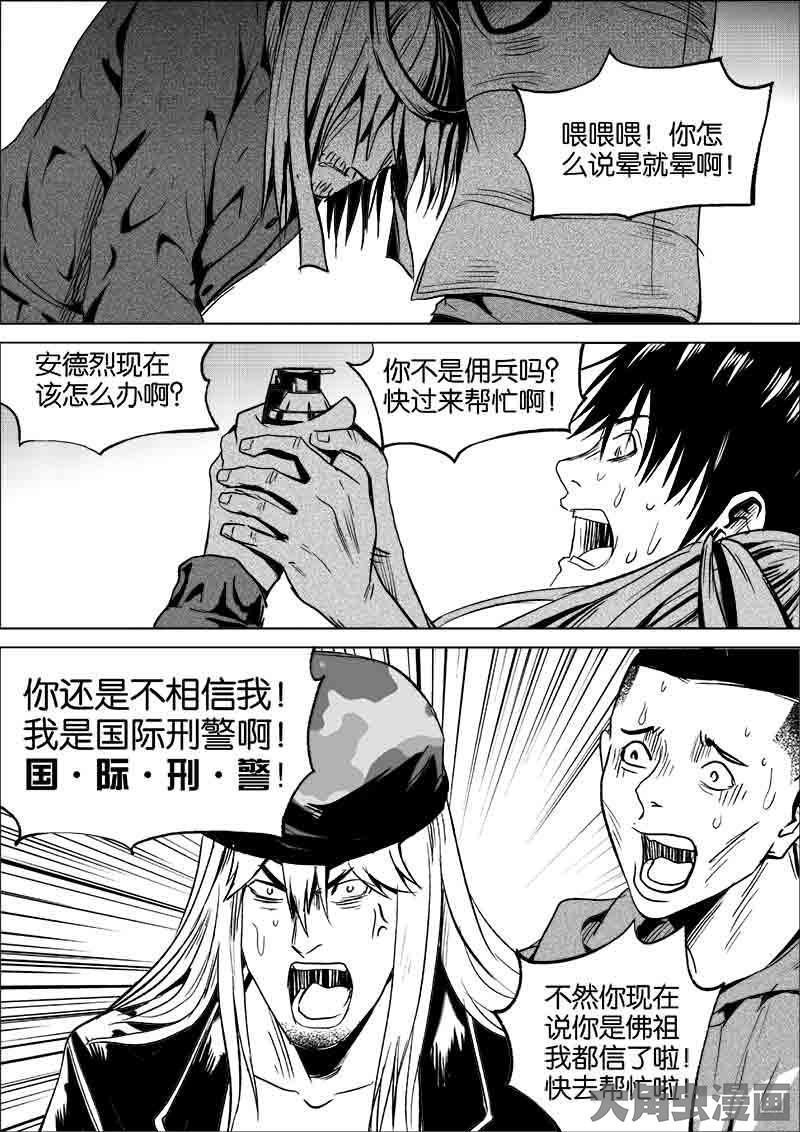 喂喂喂！你怎
么说晕就晕啊！
安德烈现在
该怎么办啊？
你不是佣兵吗？
快过来帮忙啊！
你还是不相信我！
我是国际刑警啊！
国·际·刑·警！
不然你现在
说你是佛祖
我都信了啦！
快去帮忙啦！
大角虫漫画